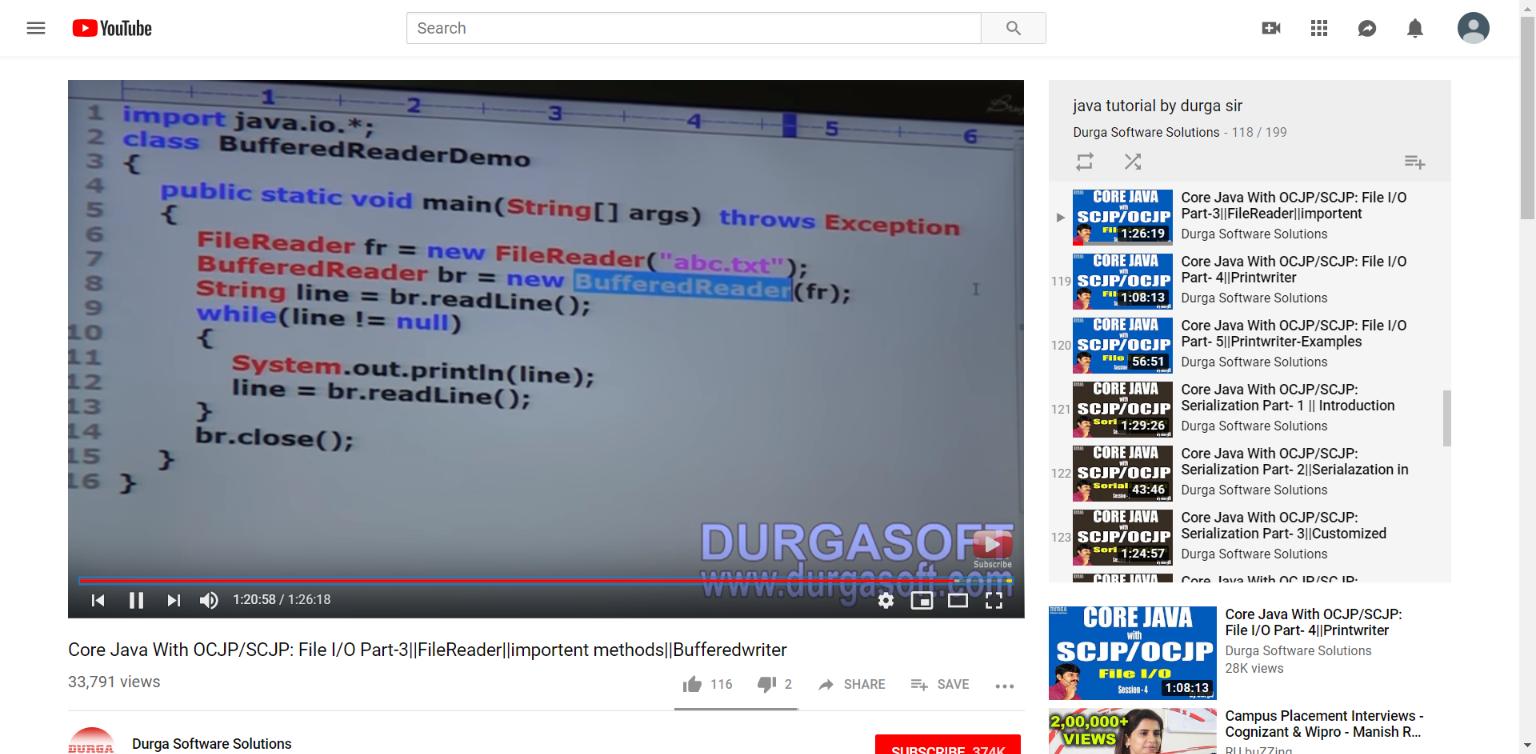 YouTube
Search
1 2 3 4 5 6
1 import java.io.*;
2 class BufferedReaderDemo
3 {
4 public static void main(String[] args) throws Exception
5 {
6 FileReader fr = new FileReader("abc.txt");
7 BufferedReader br = new BufferedReader(fr);
8 String line = br.readLine();
9 while(line != null)
10 {
11 System.out.println(line);
12 line = br.readLine();
13 }
14 br.close();
15 }
16 }
DURGASOFT
www.durgasoft.com
Subscribe
1:20:58 / 1:26:18
Core Java With OCJP/SCJP: File I/O Part-3||FileReader||importent methods||Bufferedwriter
33,791 views
116 2 SHARE SAVE
DURGA
Durga Software Solutions
SUBSCRIBE 374K
java tutorial by durga sir
Durga Software Solutions - 118 / 199
CORE JAVA
with
SCJP/OCJP
1:26:19
Core Java With OCJP/SCJP: File I/O
Part-3||FileReader||importent
Durga Software Solutions
119
CORE JAVA
with
SCJP/OCJP
1:08:13
Core Java With OCJP/SCJP: File I/O
Part- 4||Printwriter
Durga Software Solutions
120
CORE JAVA
with
SCJP/OCJP
File
56:51
Core Java With OCJP/SCJP: File I/O
Part- 5||Printwriter-Examples
Durga Software Solutions
121
CORE JAVA
with
SCJP/OCJP
1:29:26
Core Java With OCJP/SCJP:
Serialization Part- 1 || Introduction
Durga Software Solutions
122
CORE JAVA
with
SCJP/OCJP
43:46
Core Java With OCJP/SCJP:
Serialization Part- 2||Serialazation in
Durga Software Solutions
123
CORE JAVA
with
SCJP/OCJP
1:24:57
Core Java With OCJP/SCJP:
Serialization Part- 3||Customized
Durga Software Solutions
CORE JAVA
Core Java With OCJP/SCJP:
CORE JAVA
with
SCJP/OCJP
File I/O
Session - 4
1:08:13
Core Java With OCJP/SCJP:
File I/O Part- 4||Printwriter
Durga Software Solutions
28K views
2,00,000+
VIEWS
Campus Placement Interviews -
Cognizant & Wipro - Manish R...
RU buZZing